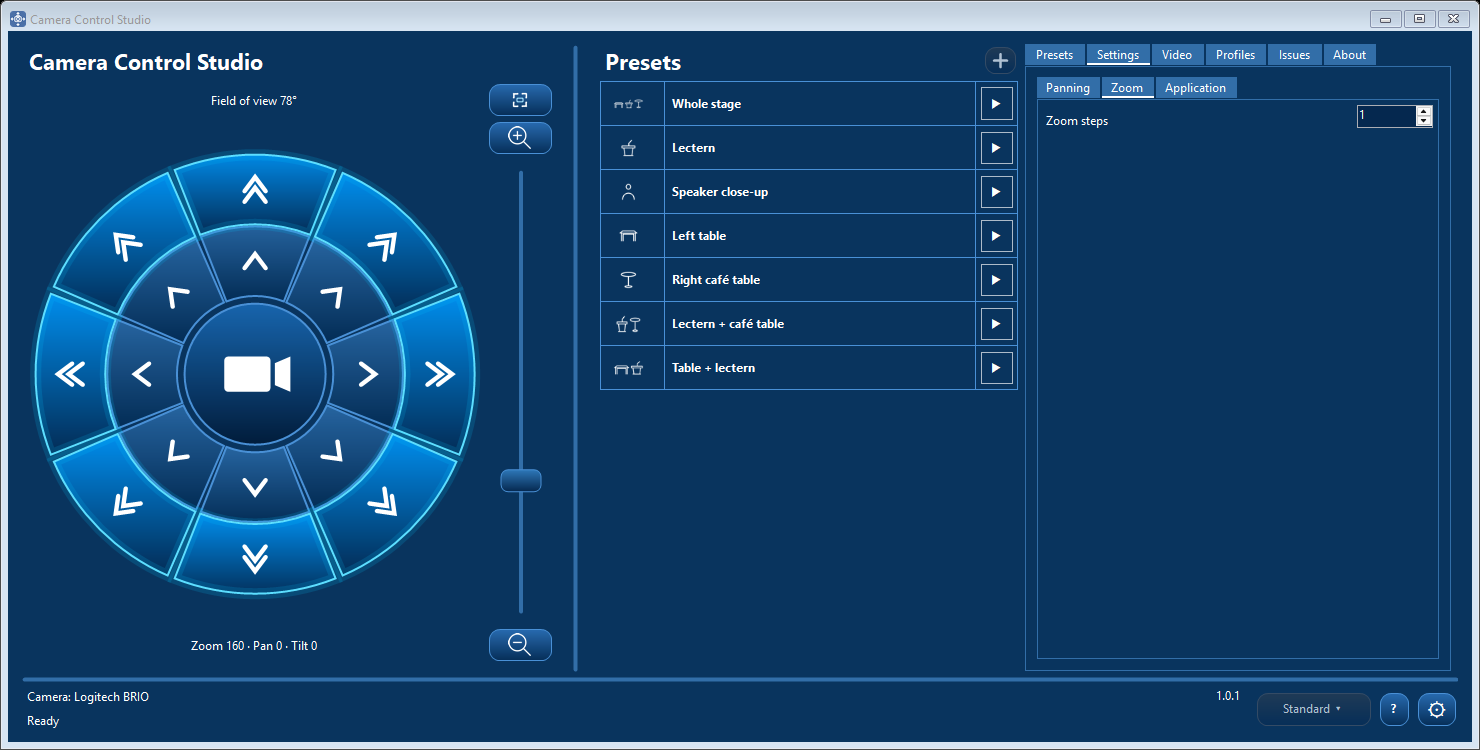 Camera Control Studio
Camera Control Studio
Field of view 78°
Zoom 160 · Pan 0 · Tilt 0
Presets
Whole stage
Lectern
Speaker close-up
Left table
Right café table
Lectern + café table
Table + lectern
Presets Settings Video Profiles Issues About
Panning Zoom Application
Zoom steps 1
Camera: Logitech BRIO
Ready
1.0.1
Standard
?